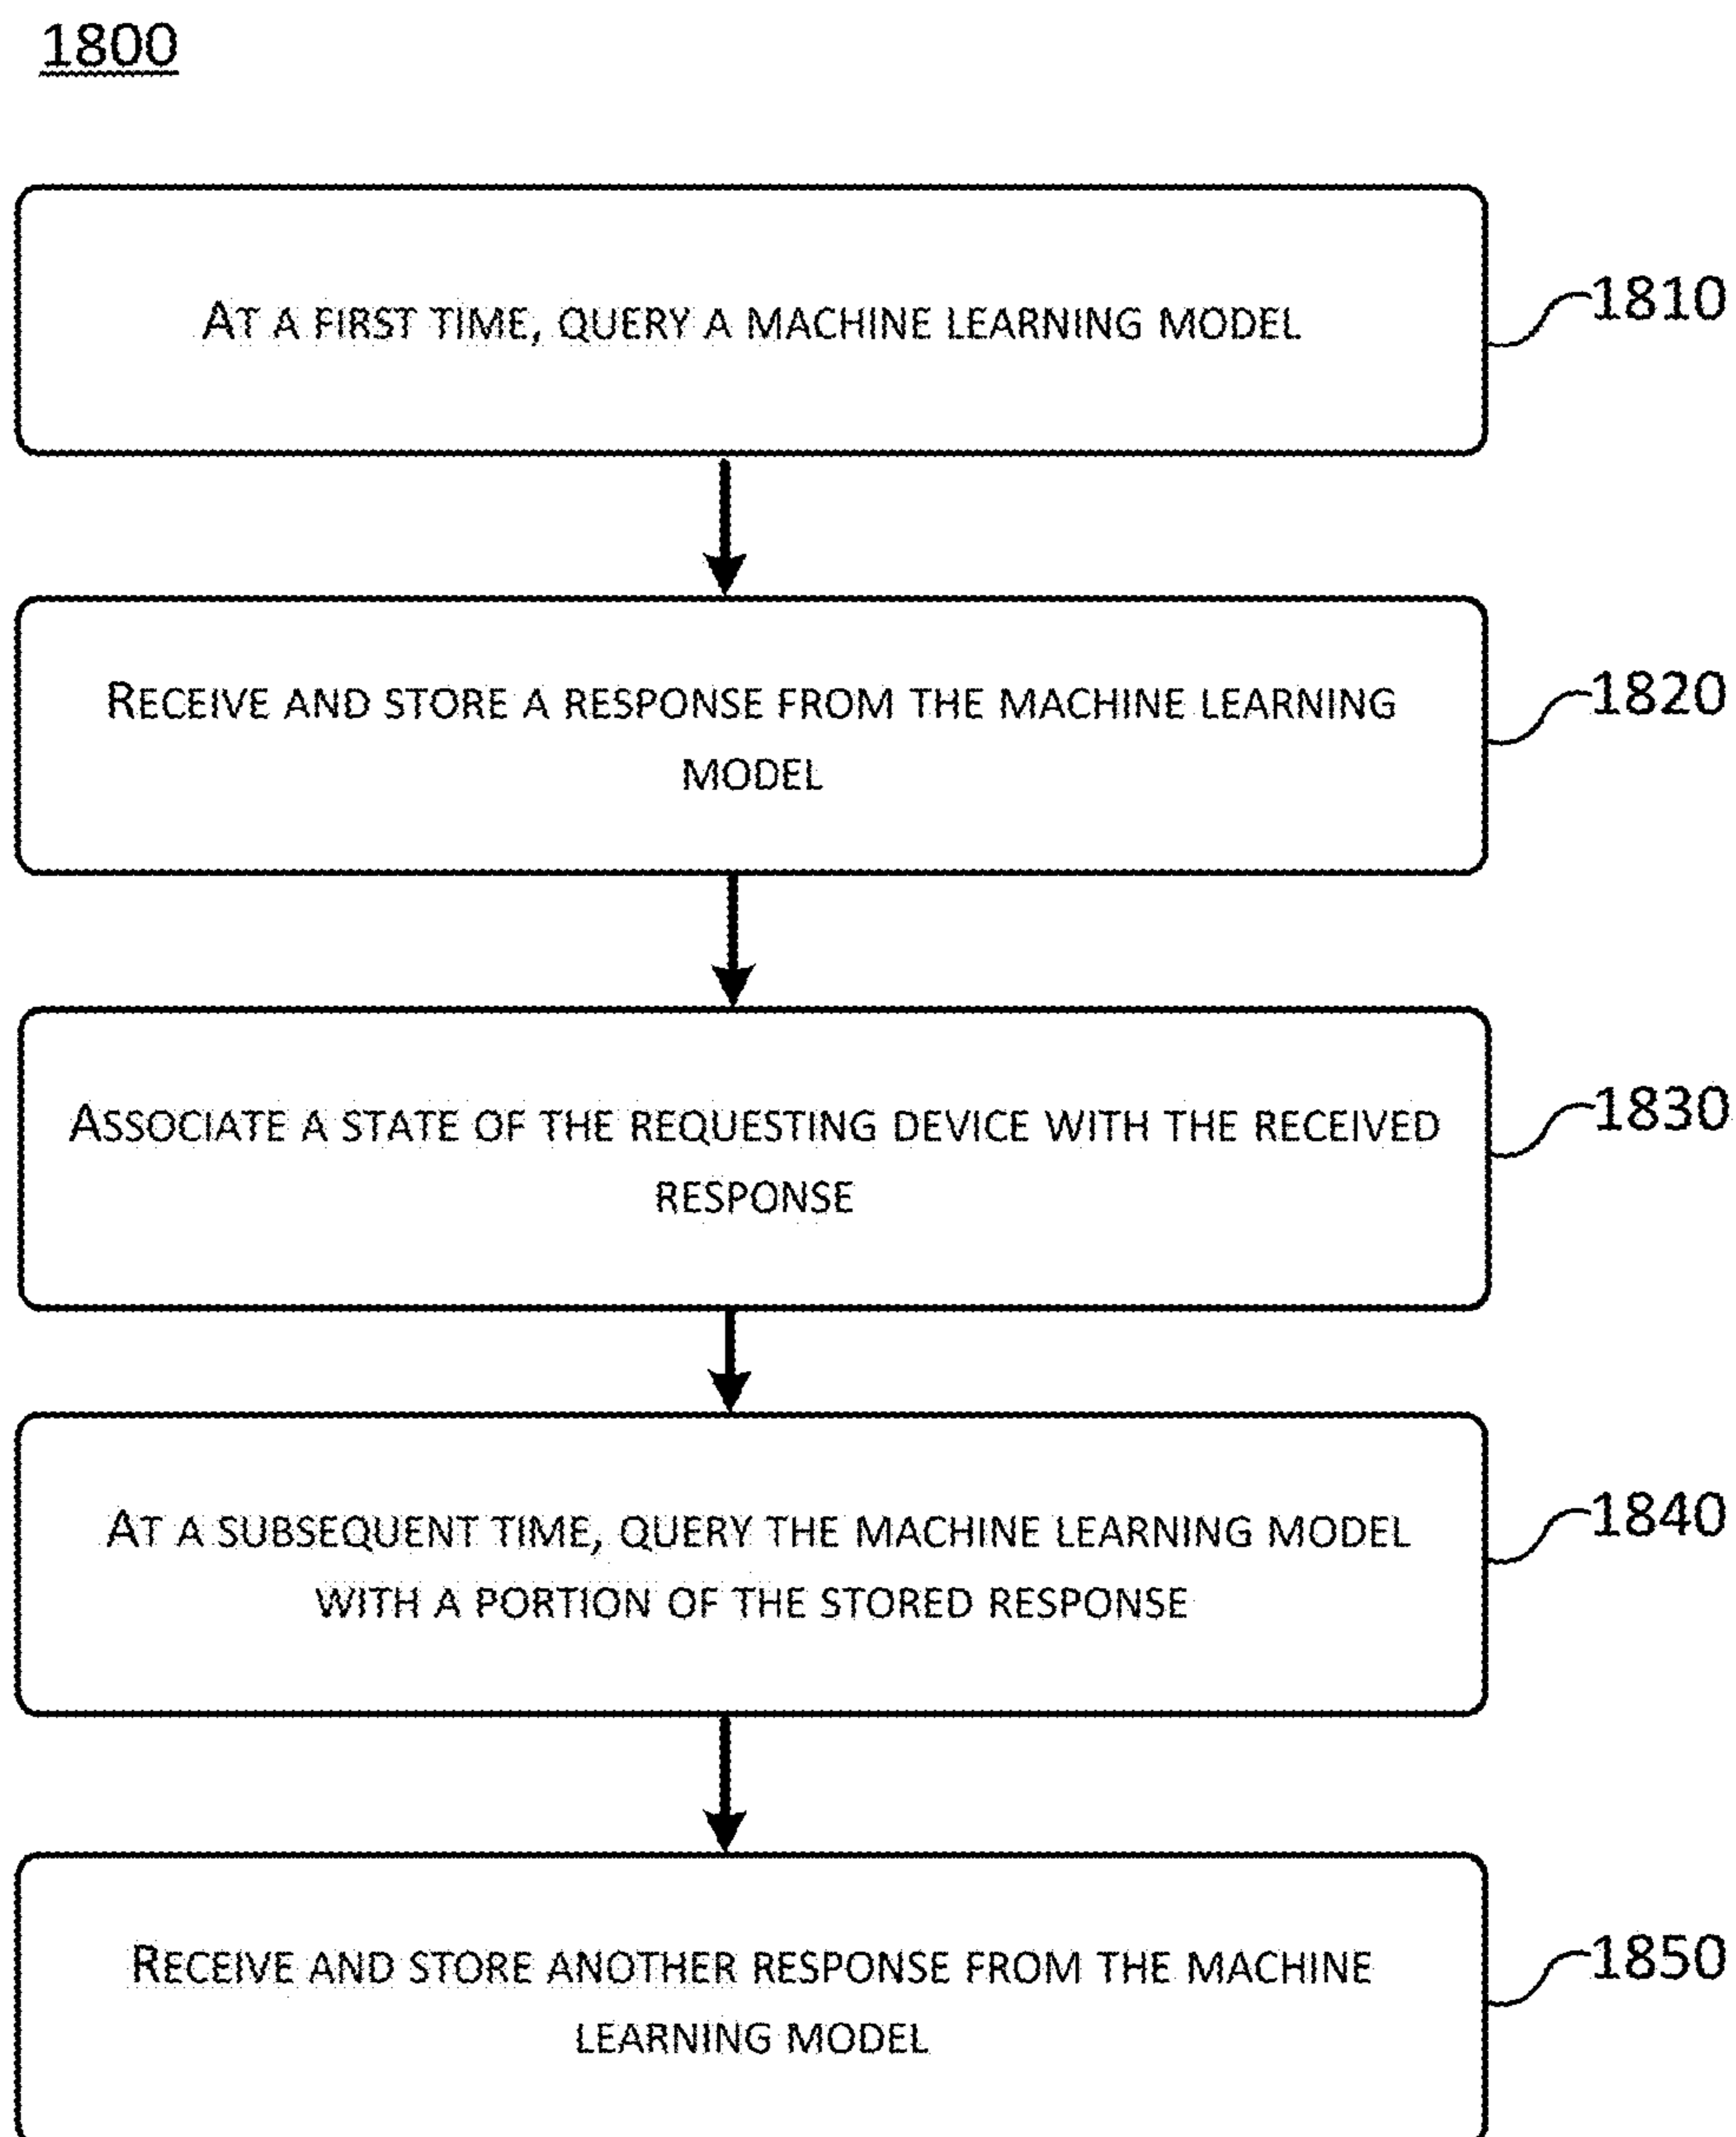 1800
AT A FIRST TIME, QUERY A MACHINE LEARNING MODEL
1810
RECEIVE AND STORE A RESPONSE FROM THE MACHINE LEARNING
MODEL
1820
ASSOCIATE A STATE OF THE REQUESTING DEVICE WITH THE RECEIVED
RESPONSE
1830
AT A SUBSEQUENT TIME, QUERY THE MACHINE LEARNING MODEL
WITH A PORTION OF THE STORED RESPONSE
1840
RECEIVE AND STORE ANOTHER RESPONSE FROM THE MACHINE
LEARNING MODEL
1850